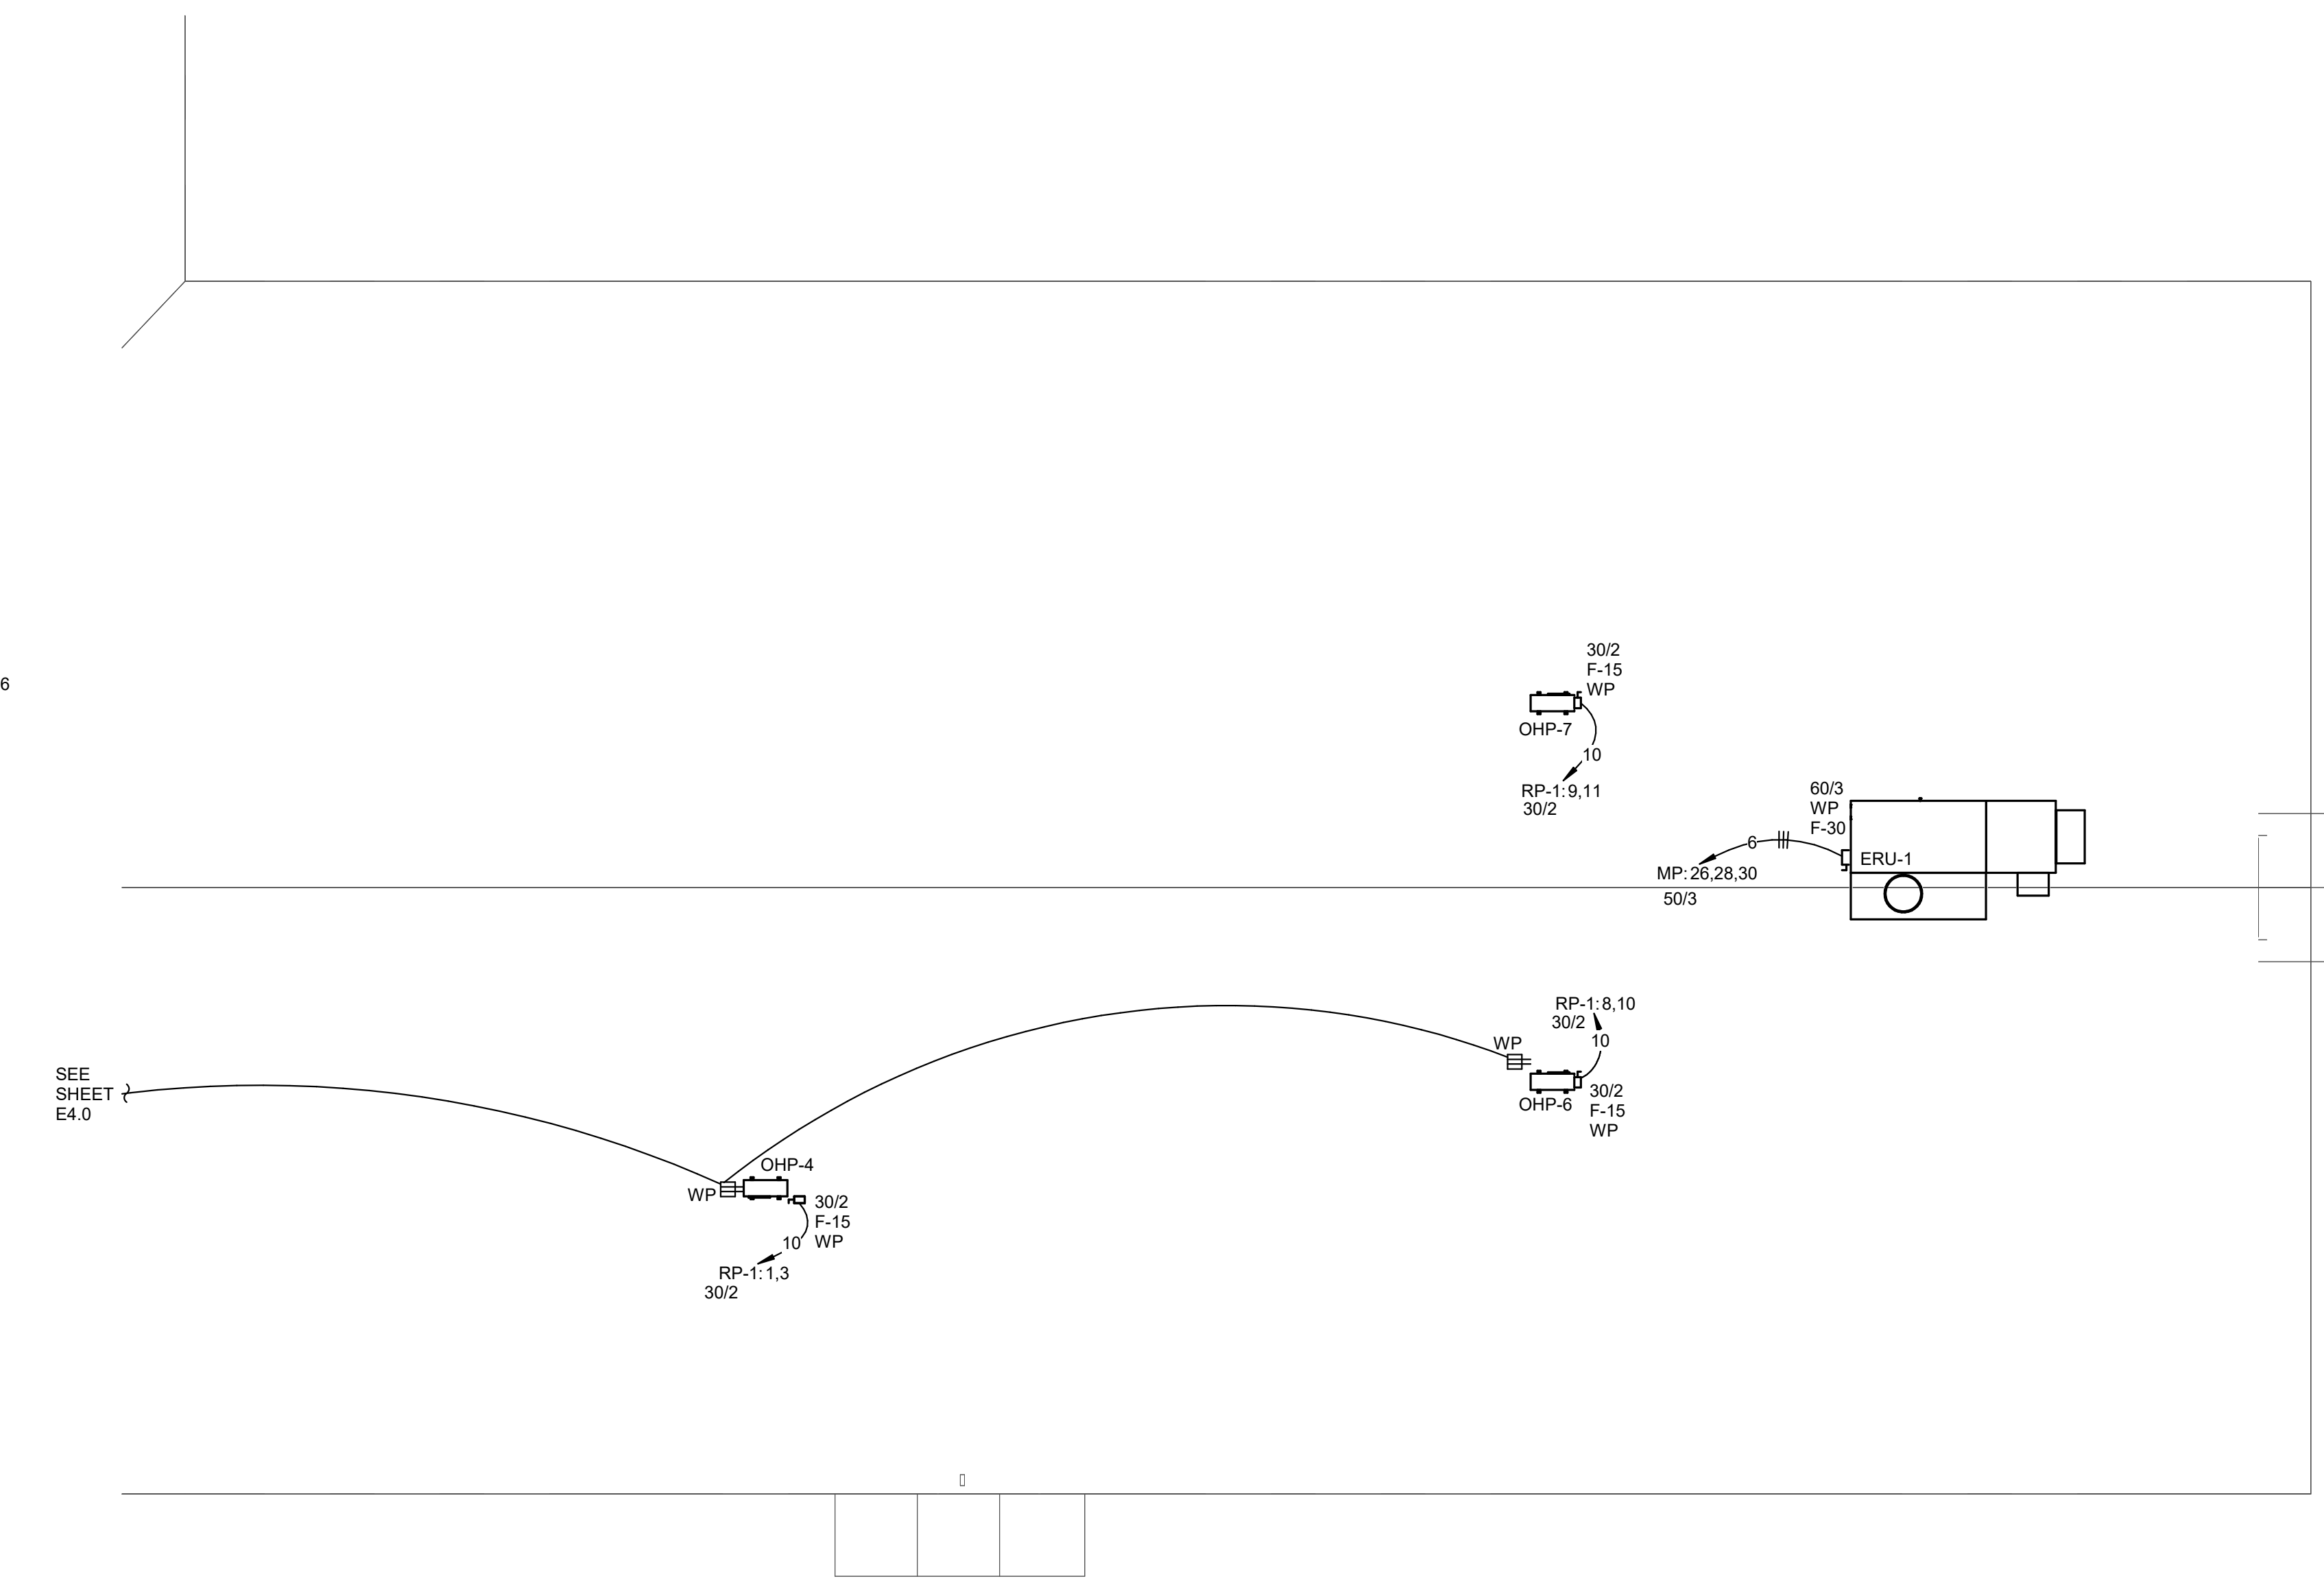 6
30/2
F-15
WP
OHP-7
10
RP-1:9,11
30/2
60/3
WP
F-30
6
ERU-1
MP:26,28,30
50/3
RP-1:8,10
30/2
10
WP
OHP-6
30/2
F-15
WP
SEE
SHEET
E4.0
OHP-4
WP
30/2
F-15
WP
10
RP-1:1,3
30/2